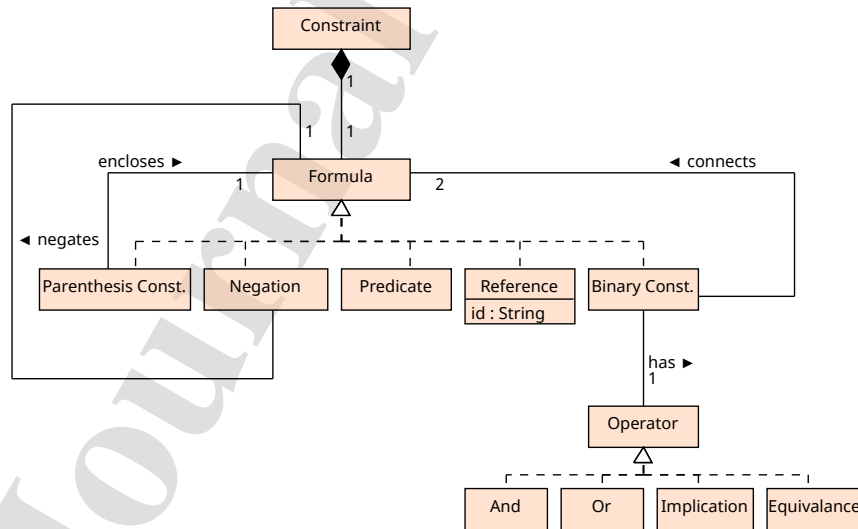 Constraint
1
1
1
encloses ►
◄ connects
Formula
1
2
◄ negates
Parenthesis Const.
Negation
Predicate
Reference
Binary Const.
id : String
has ►
1
Operator
And
Or
Implication
Equivalance
Journal